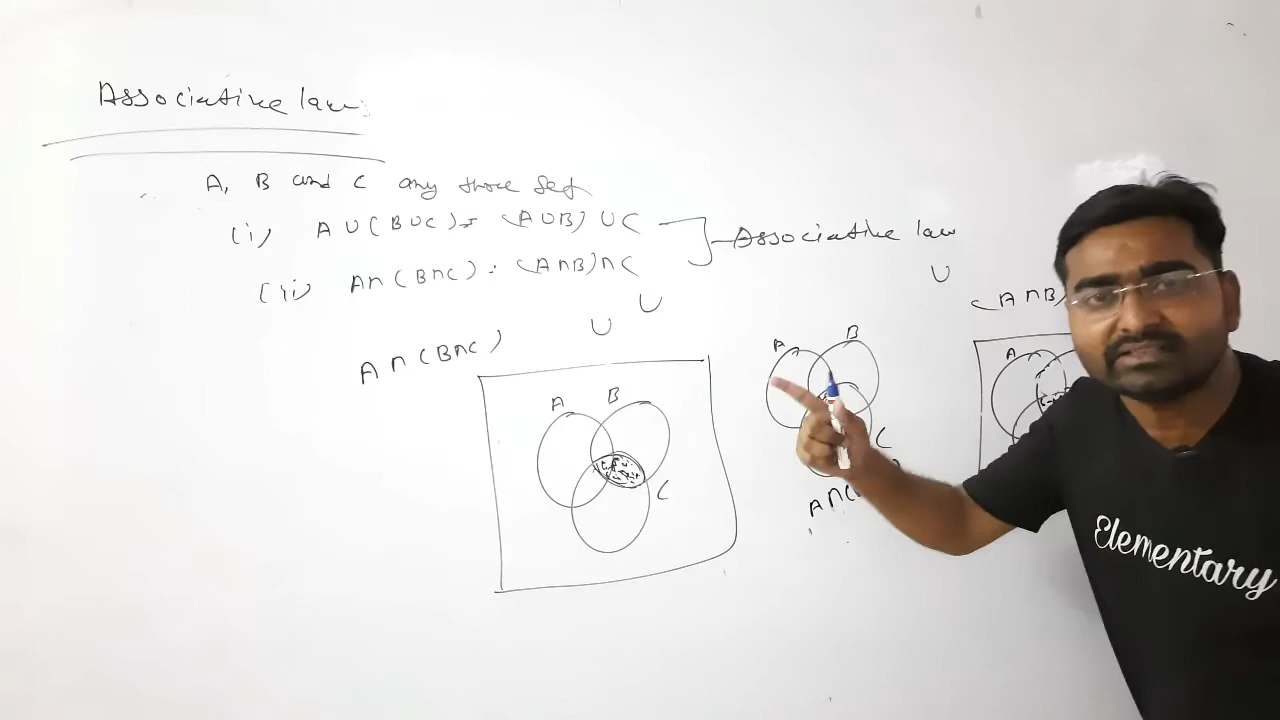 Associative law:
A, B and C any three set
(i) A∪(B∪C) = (A∪B)∪C
Associative law
(ii) A∩(B∩C) = (A∩B)∩C
∪
∪
∪
A∩(B∩C)
A B
C
A B
C
A∩(
(A∩B)
A
Elementary